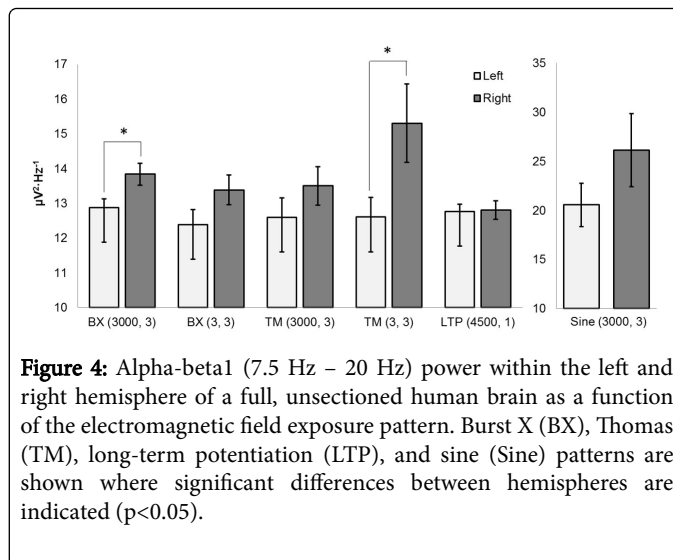 17
16
15
14
13
12
11
10
µV²·Hz⁻¹
*
*
Left
Right
35
30
25
20
15
10
BX (3000, 3) BX (3, 3) TM (3000, 3) TM (3, 3) LTP (4500, 1) Sine (3000, 3)
Figure 4: Alpha-beta1 (7.5 Hz – 20 Hz) power within the left and
right hemisphere of a full, unsectioned human brain as a function
of the electromagnetic field exposure pattern. Burst X (BX), Thomas
(TM), long-term potentiation (LTP), and sine (Sine) patterns are
shown where significant differences between hemispheres are
indicated (p<0.05).